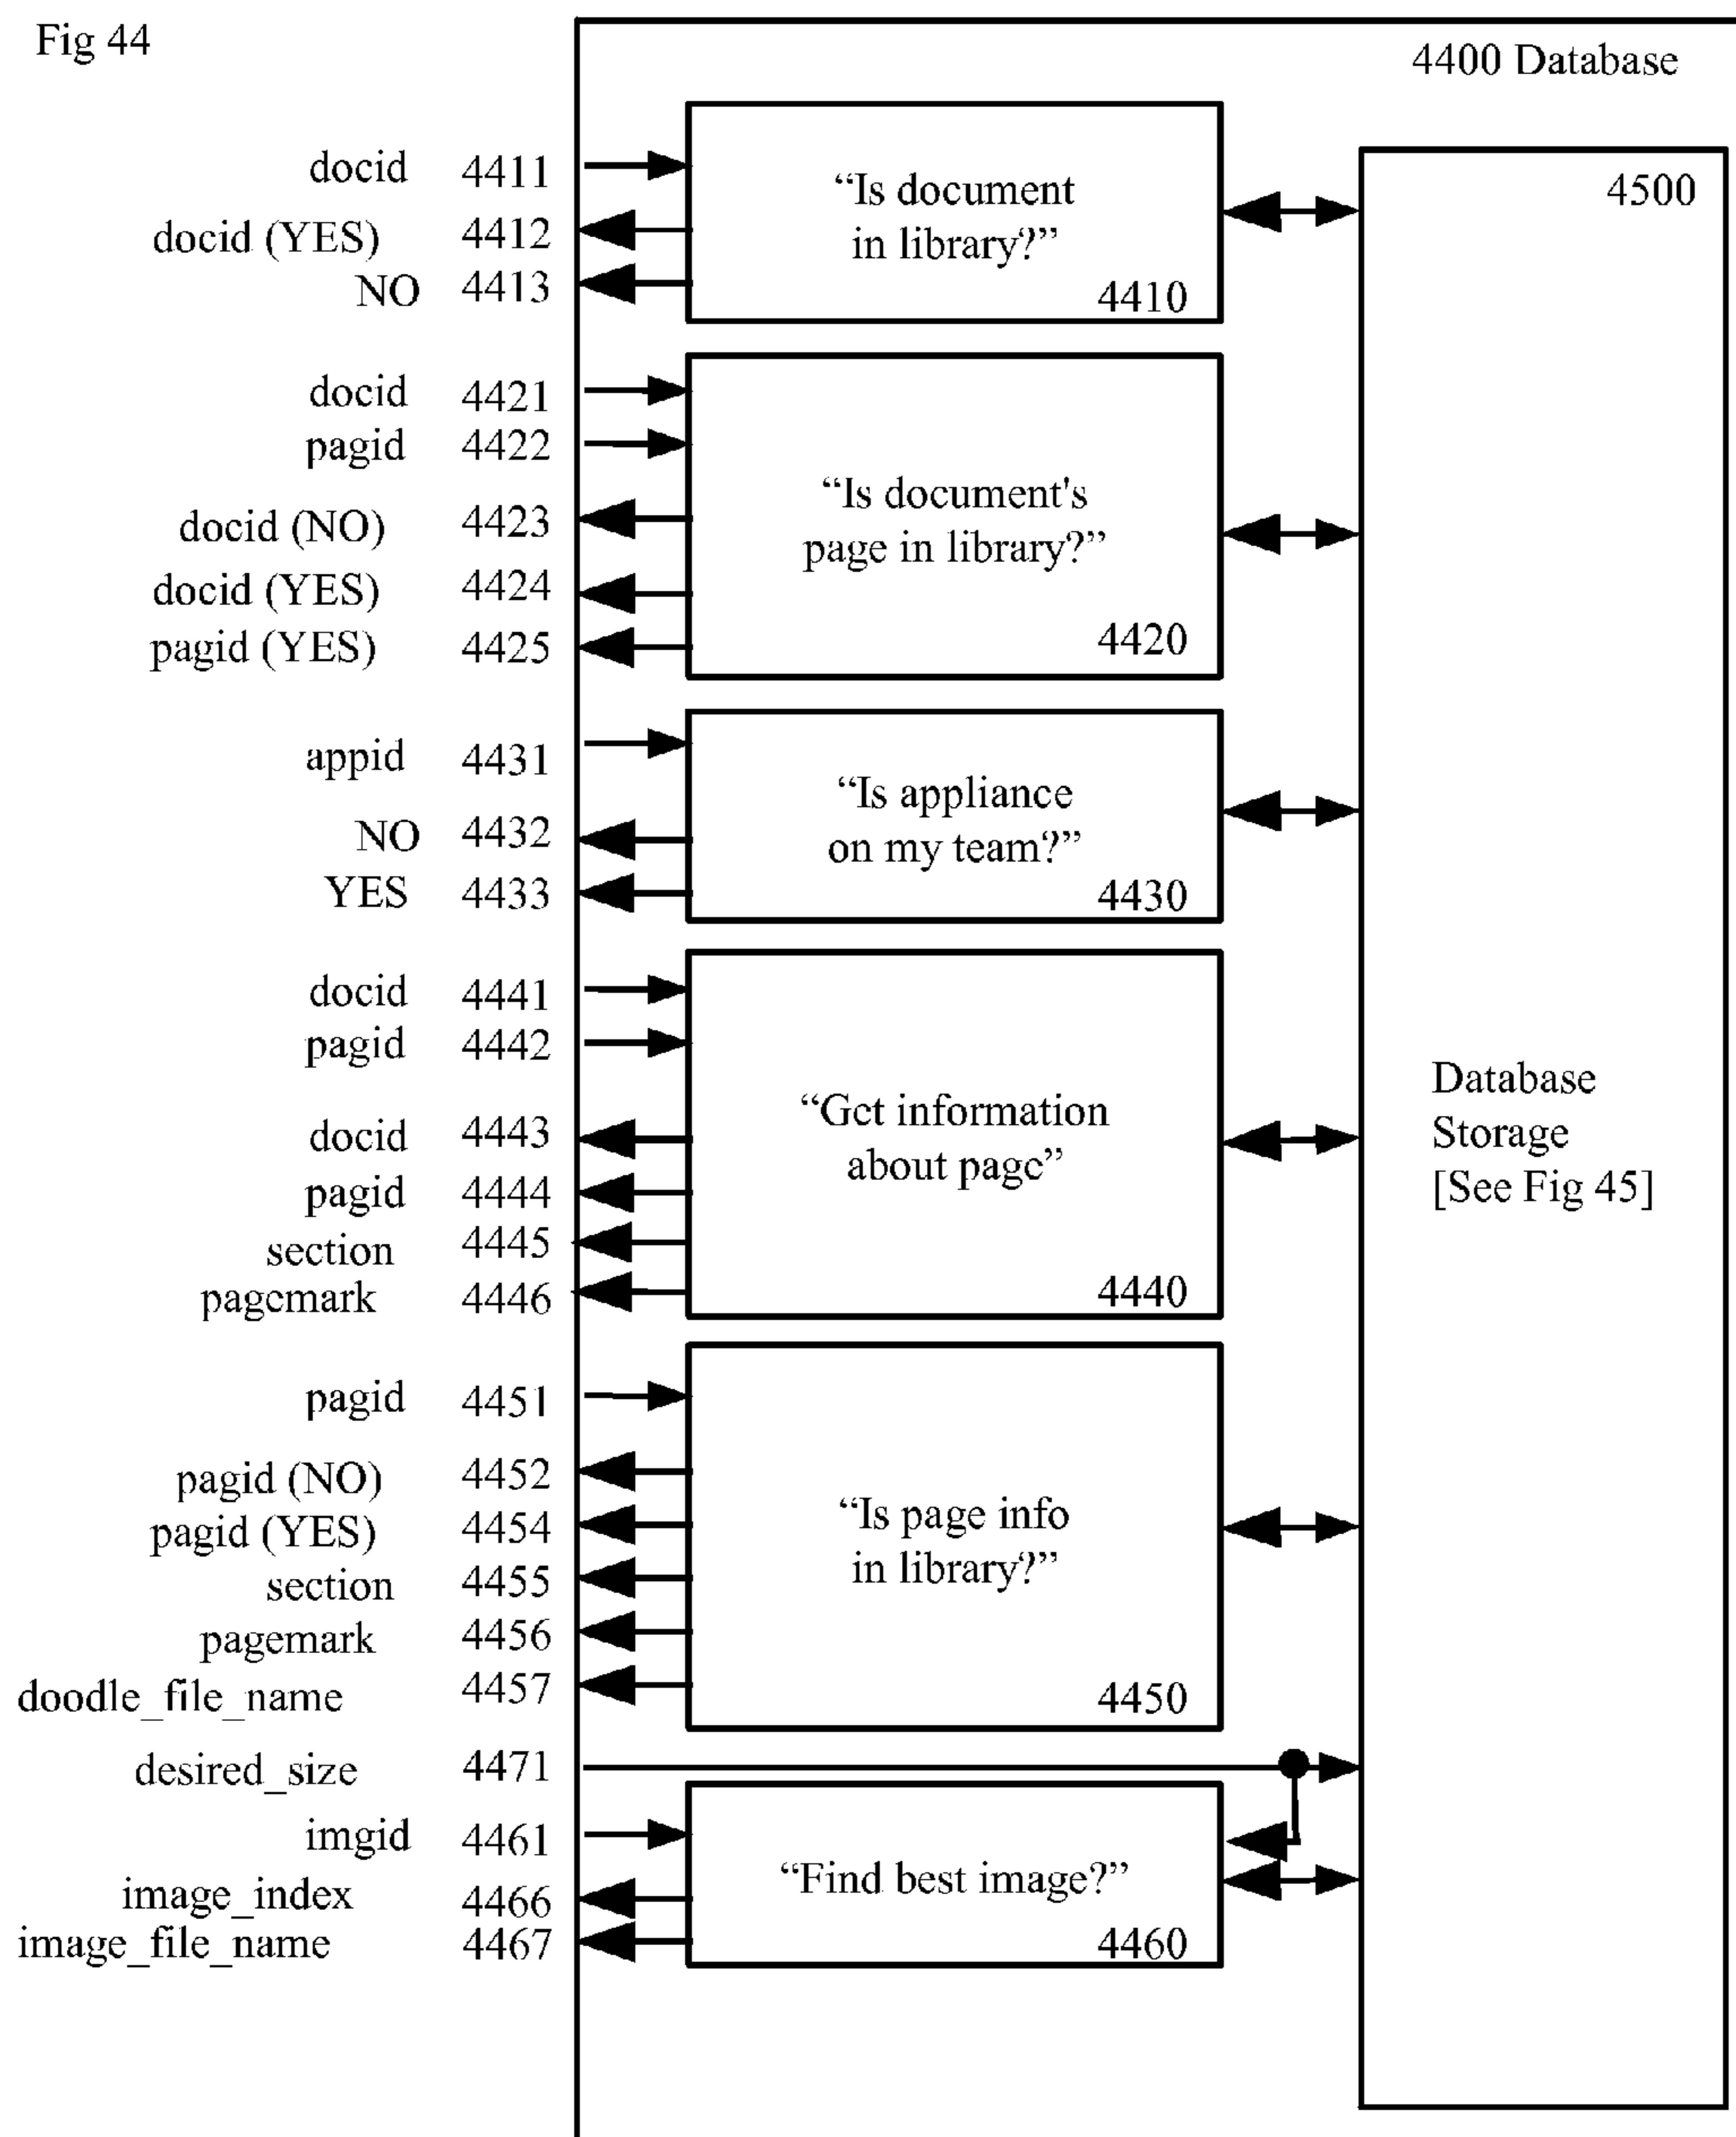 Fig 44
4400 Database
docid 4411
docid (YES) 4412
NO 4413
“Is document
in library?”
4410
4500
docid 4421
pagid 4422
docid (NO) 4423
docid (YES) 4424
pagid (YES) 4425
“Is document's
page in library?”
4420
appid 4431
NO 4432
YES 4433
“Is appliance
on my team?”
4430
docid 4441
pagid 4442
docid 4443
pagid 4444
section 4445
pagemark 4446
“Get information
about page”
4440
Database
Storage
[See Fig 45]
pagid 4451
pagid (NO) 4452
pagid (YES) 4454
section 4455
pagemark 4456
doodle_file_name 4457
“Is page info
in library?”
4450
desired_size 4471
imgid 4461
image_index 4466
image_file_name 4467
“Find best image?”
4460